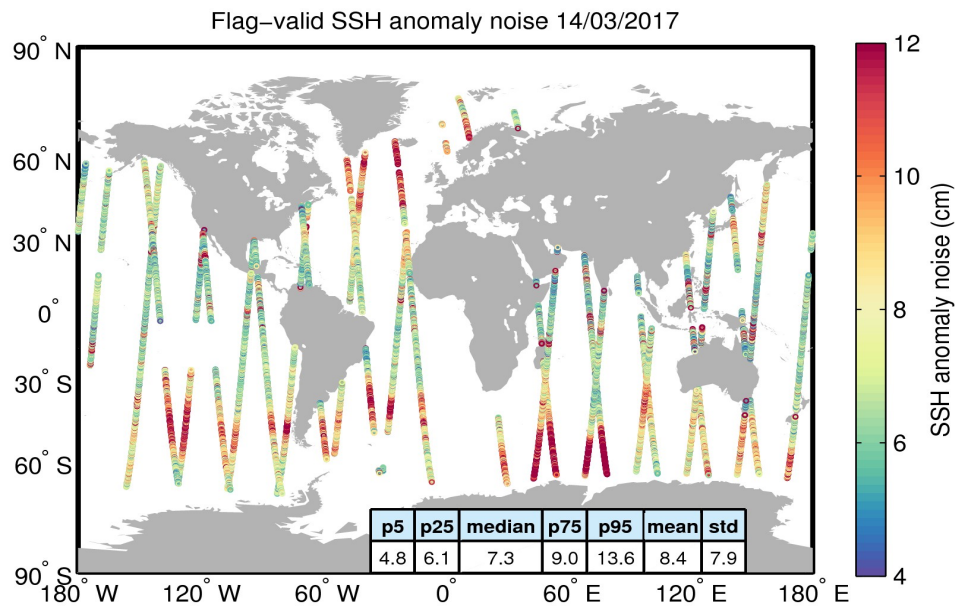 Flag−valid SSH anomaly noise 14/03/2017
90° N
60° N
30° N
0°
30° S
60° S
90° S
180° W
120° W
60° W
0°
60° E
120° E
180° E
p5 p25 median p75 p95 mean std
4.8 6.1 7.3 9.0 13.6 8.4 7.9
12
10
8
6
4
SSH anomaly noise (cm)